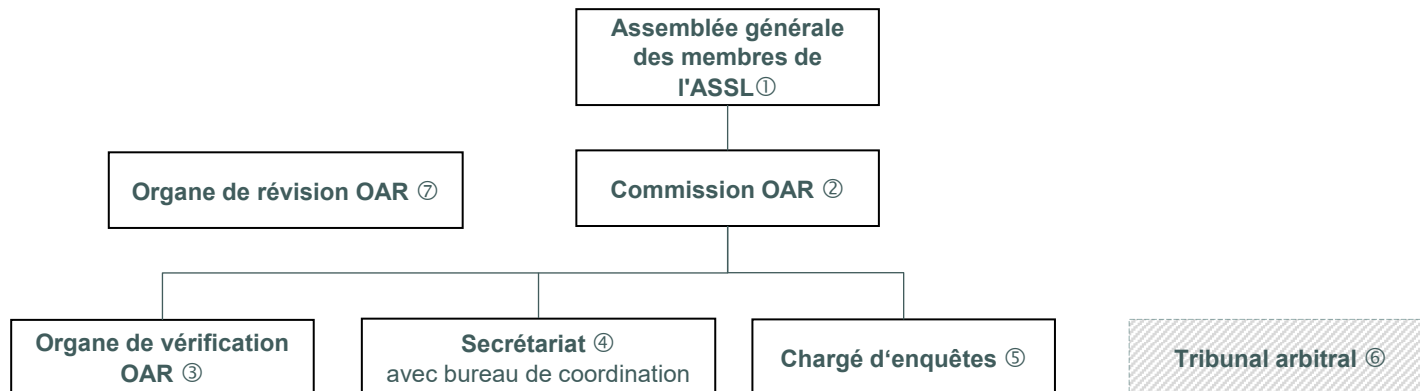 Assemblée générale
des membres de
l'ASSL①
Organe de révision OAR ⑦
Commission OAR ②
Organe de vérification
OAR ③
Secrétariat ④
avec bureau de coordination
Chargé d‘enquêtes ⑤
Tribunal arbitral ⑥